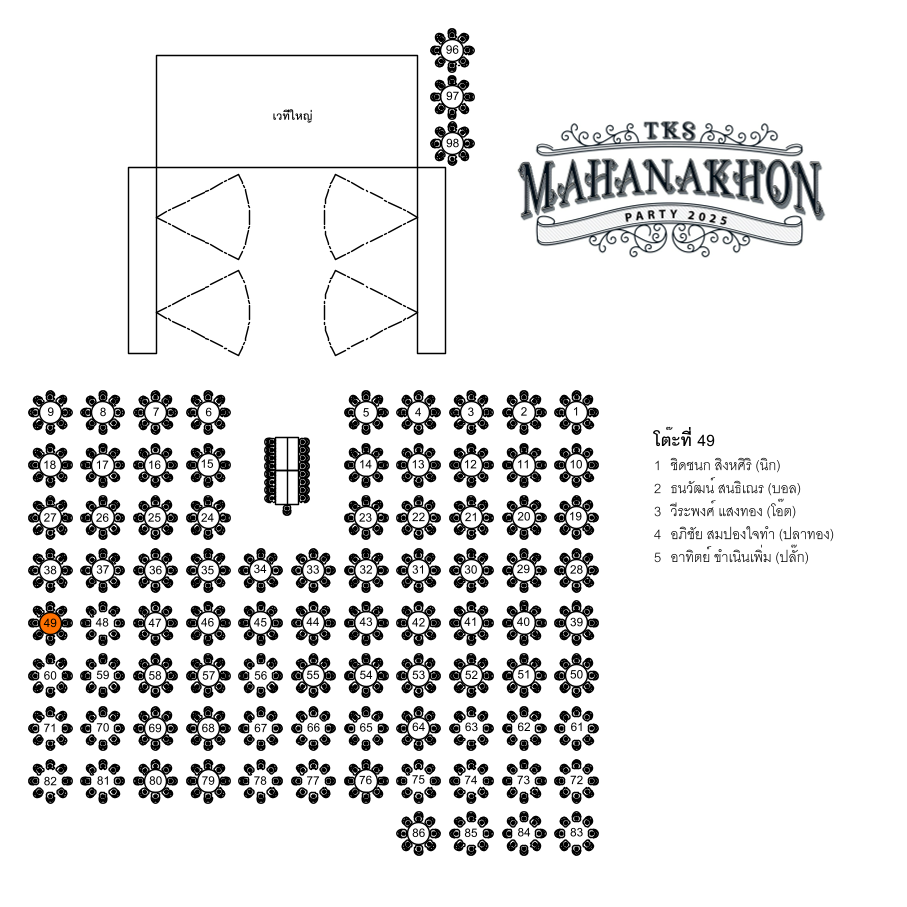 96
97
98
เวทีใหญ่
TKS
MAHANAKHON
PARTY 2025
9 8 7 6 5 4 3 2 1
18 17 16 15 14 13 12 11 10
27 26 25 24 23 22 21 20 19
38 37 36 35 34 33 32 31 30 29 28
49 48 47 46 45 44 43 42 41 40 39
60 59 58 57 56 55 54 53 52 51 50
71 70 69 68 67 66 65 64 63 62 61
82 81 80 79 78 77 76 75 74 73 72
86 85 84 83
โต๊ะที่ 49
1 ชิดชนก สิงหศิริ (นิก)
2 ธนวัฒน์ สนธิเณร (บอล)
3 วีระพงศ์ แสงทอง (โอ๊ต)
4 อภิชัย สมปองใจทำ (ปลาทอง)
5 อาทิตย์ ขำเนินเพิ่ม (ปลั๊ก)